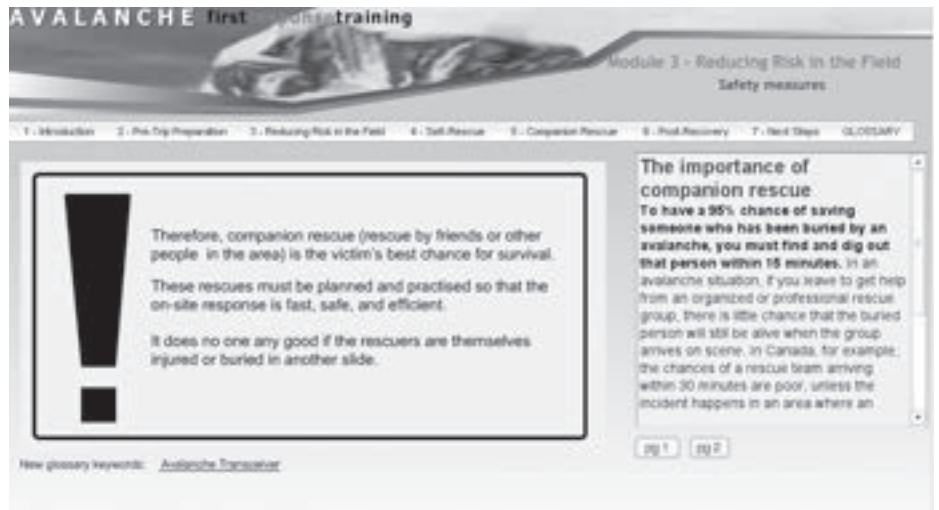 AVALANCHE first response training
Module 3 - Reducing Risk in the Field
Safety measures
1 - Introduction 2 - Pre-Trip Preparation 3 - Reducing Risk in the Field 4 - Self-Rescue 5 - Companion Rescue 6 - Post-Recovery 7 - Next Steps GLOSSARY
!
Therefore, companion rescue (rescue by friends or other
people in the area) is the victim's best chance for survival.
These rescues must be planned and practised so that the
on-site response is fast, safe, and efficient.
It does no one any good if the rescuers are themselves
injured or buried in another slide.
New glossary keywords: Avalanche Transceiver
The importance of
companion rescue
To have a 95% chance of saving
someone who has been buried by an
avalanche, you must find and dig out
that person within 15 minutes. In an
avalanche situation, if you leave to get help
from an organized or professional rescue
group, there is little chance that the buried
person will still be alive when the group
arrives on scene. In Canada, for example,
the chances of a rescue team arriving
within 30 minutes are poor, unless the
incident happens in an area where an
pg 1 pg 2